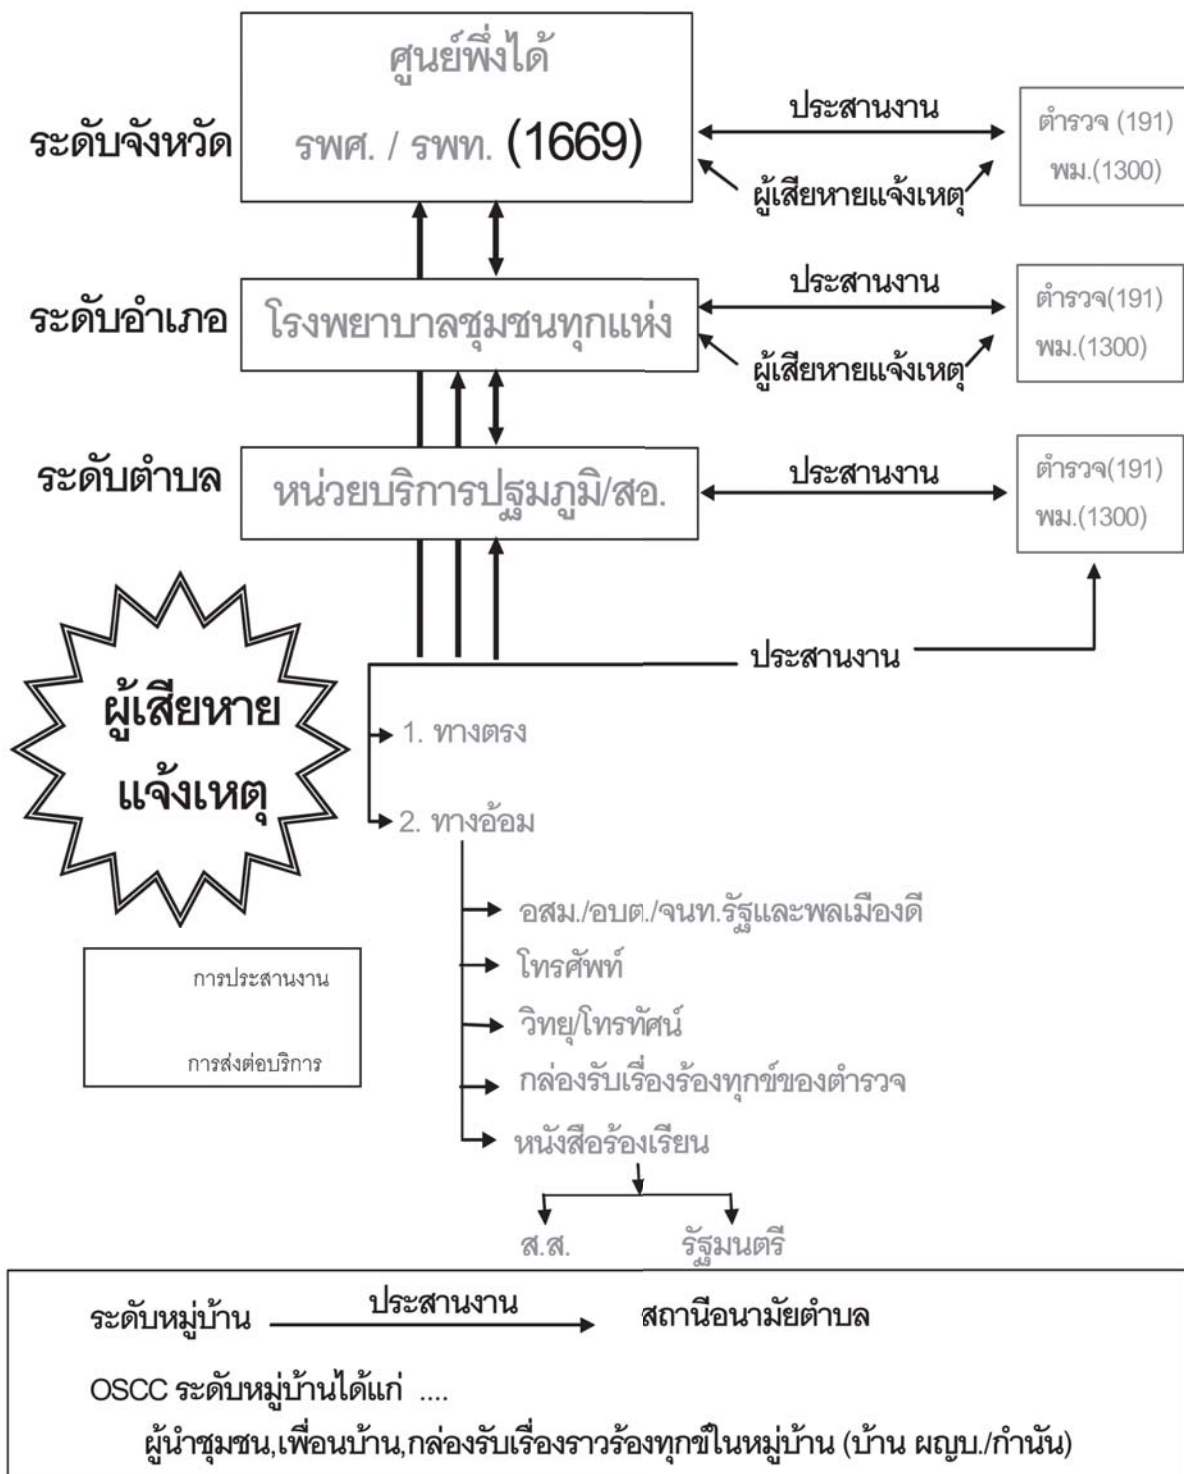 ศูนย์พึ่งได้
ระดับจังหวัด
รพศ. / รพท. (1669)
ประสานงาน
ผู้เสียหายแจ้งเหตุ
ตำรวจ (191)
พม.(1300)
ระดับอำเภอ
โรงพยาบาลชุมชนทุกแห่ง
ประสานงาน
ผู้เสียหายแจ้งเหตุ
ตำรวจ(191)
พม.(1300)
ระดับตำบล
หน่วยบริการปฐมภูมิ/สอ.
ประสานงาน
ตำรวจ(191)
พม.(1300)
ประสานงาน
ผู้เสียหาย
แจ้งเหตุ
1. ทางตรง
2. ทางอ้อม
อสม./อบต./จนท.รัฐและพลเมืองดี
โทรศัพท์
วิทยุ/โทรทัศน์
กล่องรับเรื่องร้องทุกข์ของตำรวจ
หนังสือร้องเรียน
ส.ส.
รัฐมนตรี
การประสานงาน
การส่งต่อบริการ
ระดับหมู่บ้าน ประสานงาน สถานีอนามัยตำบล
OSCC ระดับหมู่บ้านได้แก่ ....
ผู้นำชุมชน,เพื่อนบ้าน,กล่องรับเรื่องราวร้องทุกข์ในหมู่บ้าน (บ้าน ผญบ./กำนัน)